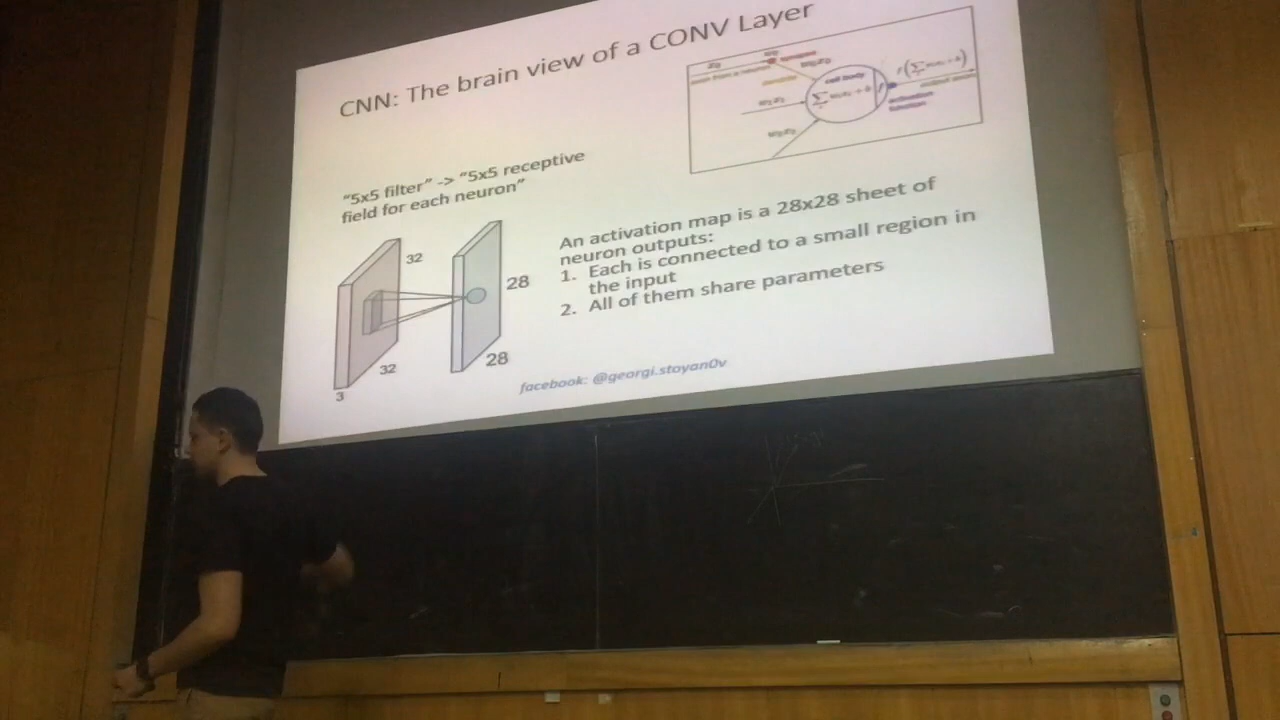 CNN: The brain view of a CONV Layer
"5x5 filter" -> "5x5 receptive
field for each neuron"
32
28
32
28
3
An activation map is a 28x28 sheet of
neuron outputs:
1. Each is connected to a small region in
the input
2. All of them share parameters
cell body
facebook: @georgi.stoyan0v